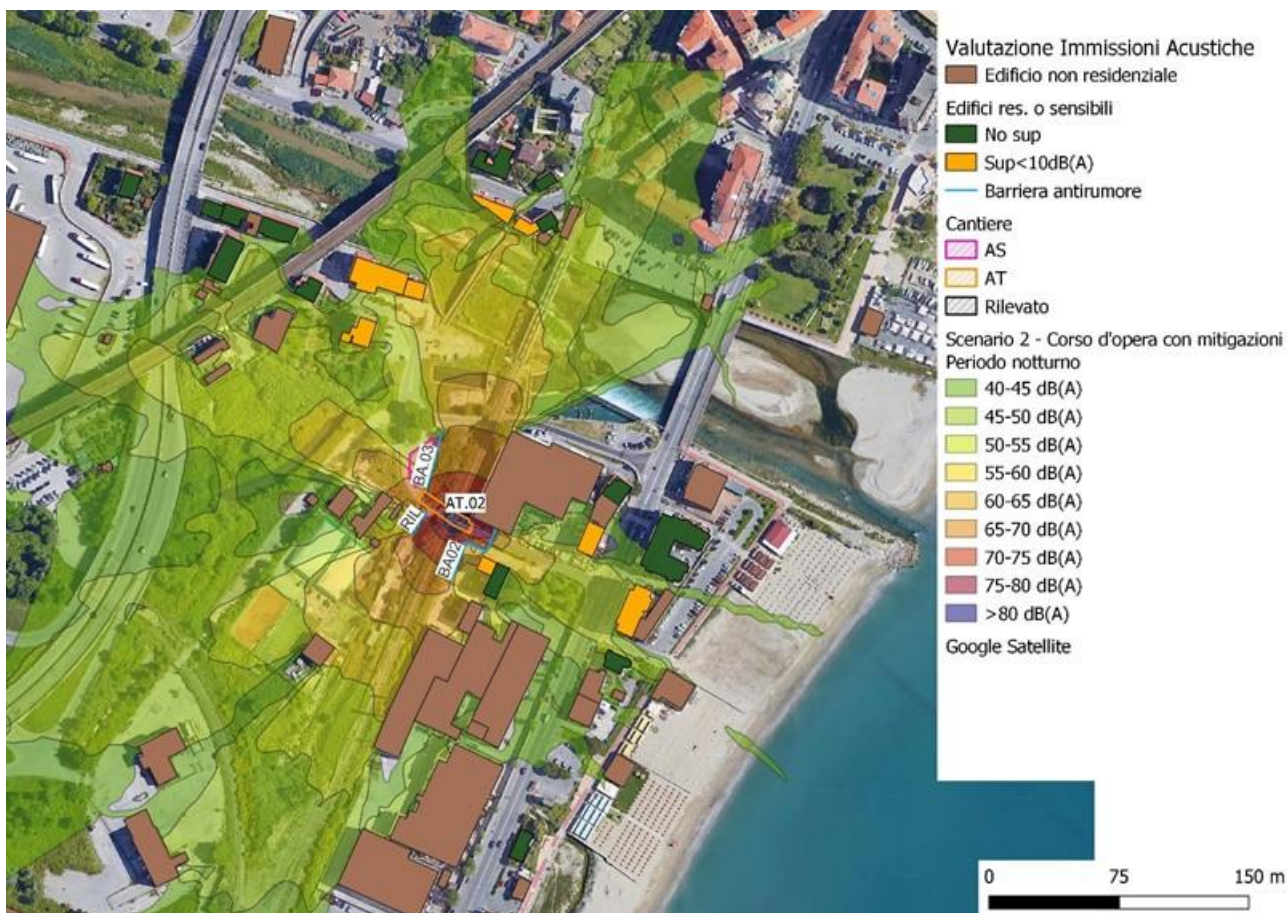 Valutazione Immissioni Acustiche
Edificio non residenziale
Edifici res. o sensibili
No sup
Sup<10dB(A)
Barriera antirumore
Cantiere
AS
AT
Rilevato
Scenario 2 - Corso d'opera con mitigazioni
Periodo notturno
40-45 dB(A)
45-50 dB(A)
50-55 dB(A)
55-60 dB(A)
60-65 dB(A)
65-70 dB(A)
70-75 dB(A)
75-80 dB(A)
>80 dB(A)
Google Satellite
BA.03
AT.02
RIL
BA02
0 75 150 m